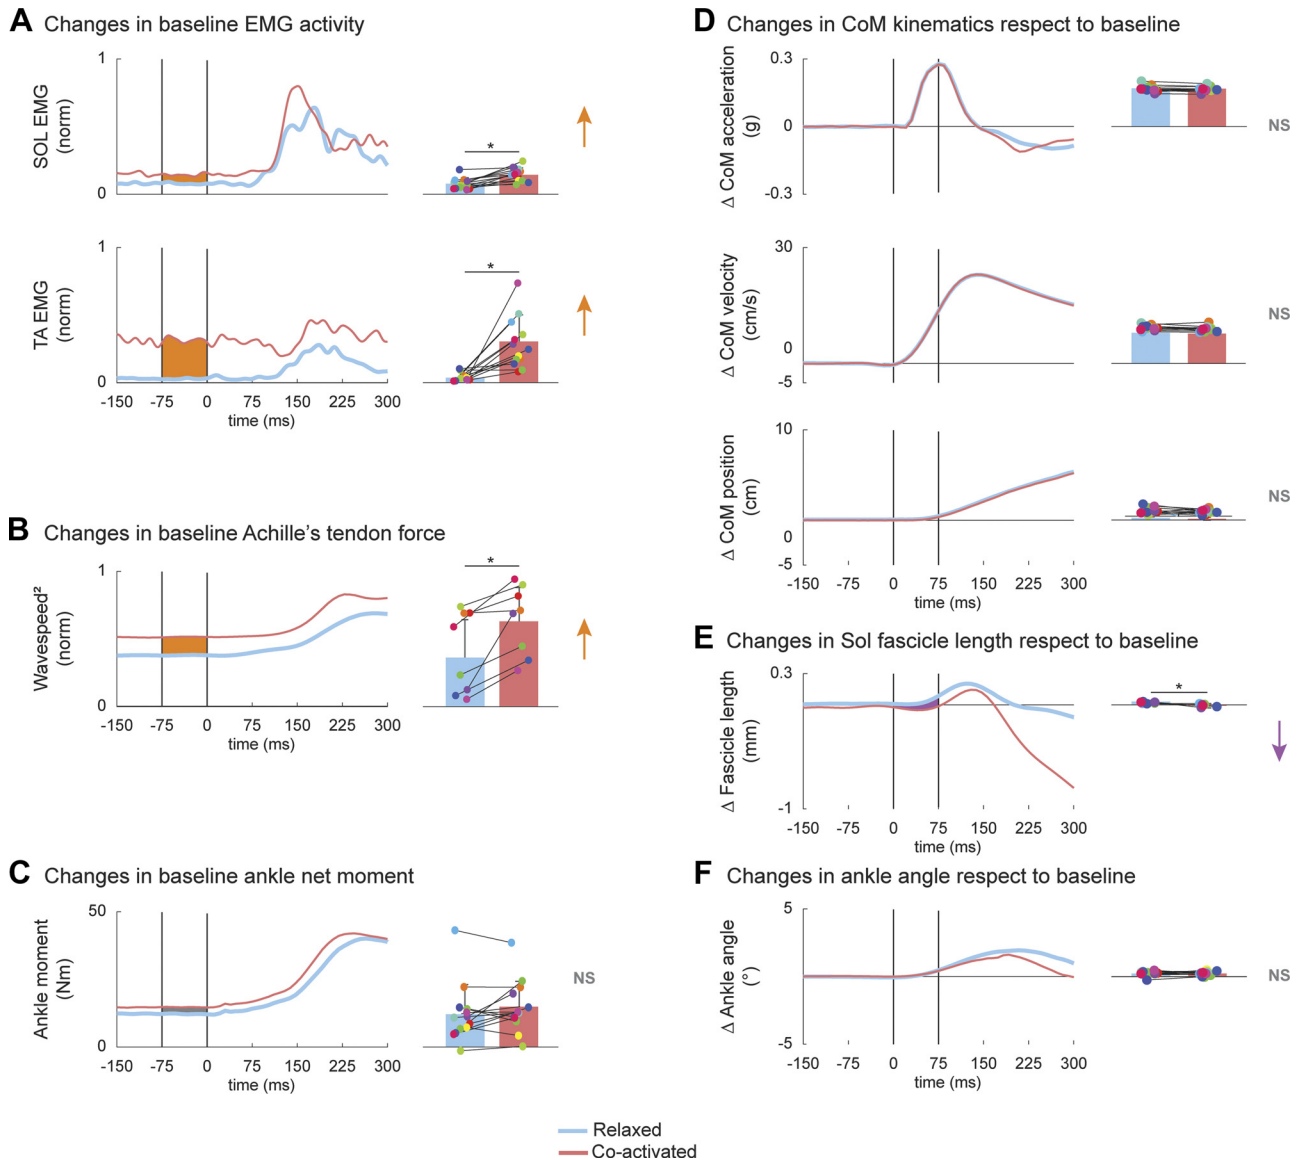 A Changes in baseline EMG activity
SOL EMG
(norm)
1
0
*
TA EMG
(norm)
1
0
*
-150 -75 0 75 150 225 300
time (ms)
B Changes in baseline Achille's tendon force
Wavespeed²
(norm)
1
0
*
-150 -75 0 75 150 225 300
time (ms)
C Changes in baseline ankle net moment
Ankle moment
(Nm)
50
0
NS
-150 -75 0 75 150 225 300
time (ms)
D Changes in CoM kinematics respect to baseline
Δ CoM acceleration
(g)
0.3
0
-0.3
NS
Δ CoM velocity
(cm/s)
30
0
-5
NS
Δ CoM position
(cm)
10
0
-5
NS
-150 -75 0 75 150 225 300
time (ms)
E Changes in Sol fascicle length respect to baseline
Δ Fascicle length
(mm)
0.3
-1
*
-150 -75 0 75 150 225 300
time (ms)
F Changes in ankle angle respect to baseline
Δ Ankle angle
(°)
5
-5
NS
-150 -75 0 75 150 225 300
time (ms)
Relaxed
Co-activated